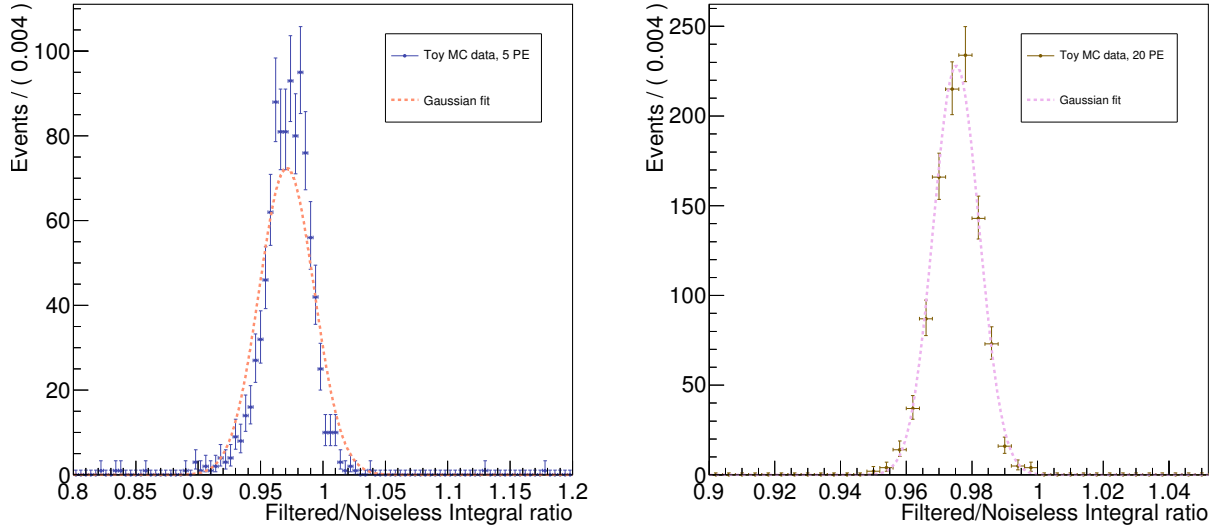 Events / ( 0.004 )
100
80
60
40
20
0
Toy MC data, 5 PE
Gaussian fit
0.8 0.85 0.9 0.95 1 1.05 1.1 1.15 1.2
Filtered/Noiseless Integral ratio
Events / ( 0.004 )
250
200
150
100
50
0
Toy MC data, 20 PE
Gaussian fit
0.9 0.92 0.94 0.96 0.98 1 1.02 1.04
Filtered/Noiseless Integral ratio